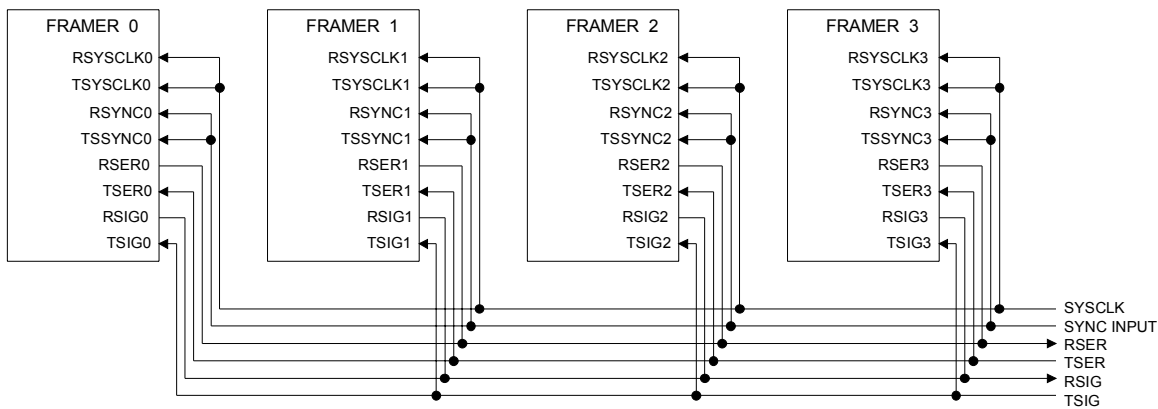 FRAMER 0
RSYSCLK0
TSYSCLK0
RSYNC0
TSSYNC0
RSER0
TSER0
RSIG0
TSIG0
FRAMER 1
RSYSCLK1
TSYSCLK1
RSYNC1
TSSYNC1
RSER1
TSER1
RSIG1
TSIG1
FRAMER 2
RSYSCLK2
TSYSCLK2
RSYNC2
TSSYNC2
RSER2
TSER2
RSIG2
TSIG2
FRAMER 3
RSYSCLK3
TSYSCLK3
RSYNC3
TSSYNC3
RSER3
TSER3
RSIG3
TSIG3
SYSCLK
SYNC INPUT
RSER
TSER
RSIG
TSIG